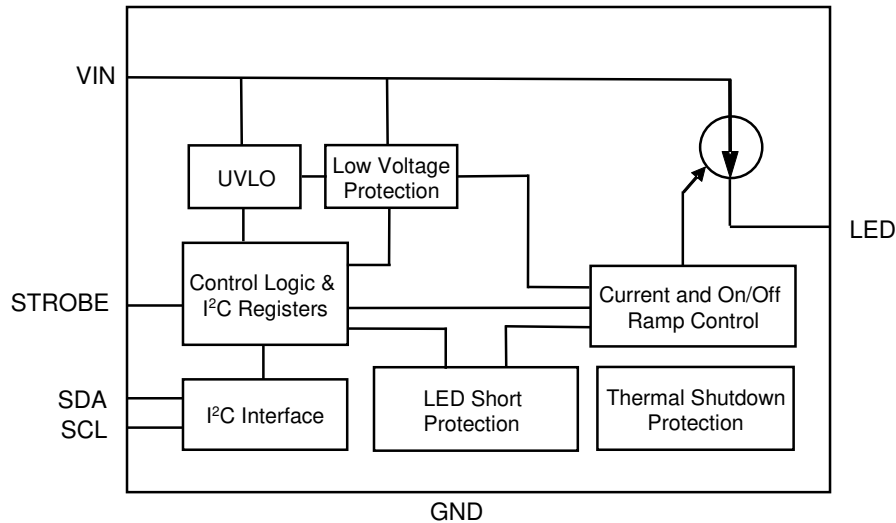 VIN
UVLO
Low Voltage
Protection
LED
Control Logic &
I²C Registers
STROBE
Current and On/Off
Ramp Control
SDA
SCL
I²C Interface
LED Short
Protection
Thermal Shutdown
Protection
GND